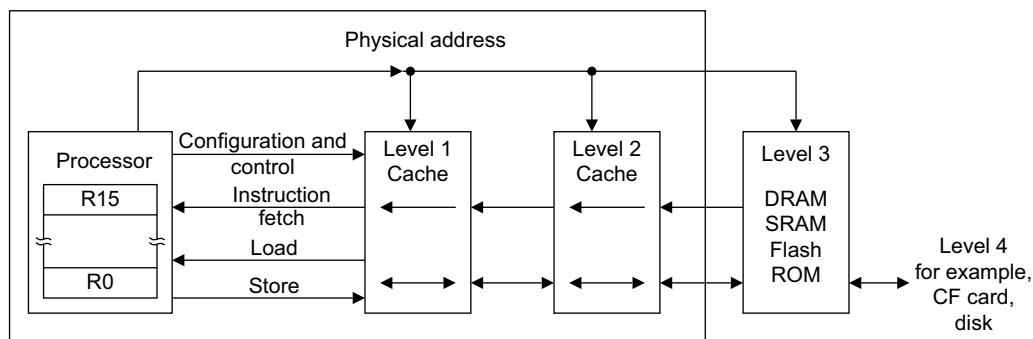 Physical address
Processor
R15
R0
Configuration and
control
Instruction
fetch
Load
Store
Level 1
Cache
Level 2
Cache
Level 3
DRAM
SRAM
Flash
ROM
Level 4
for example,
CF card,
disk